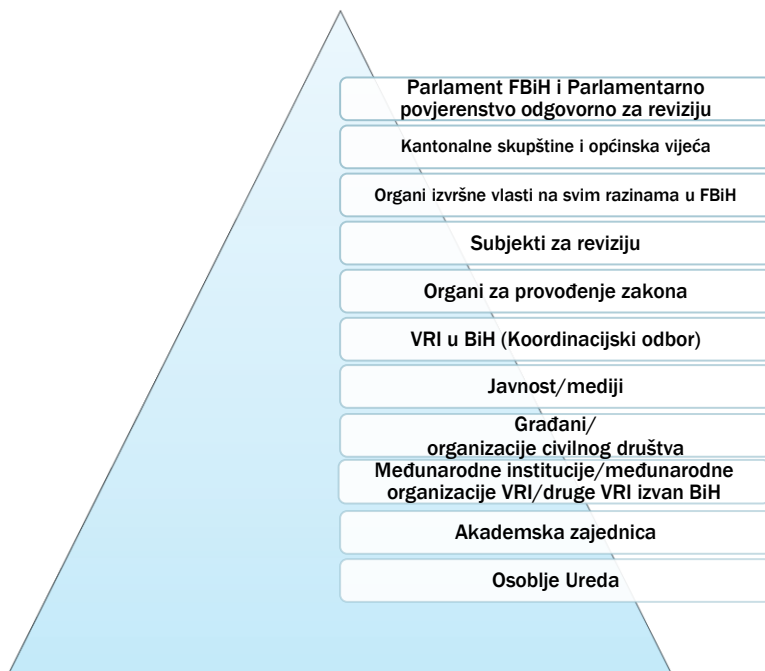 Parlament FBiH i Parlamentarno
povjerenstvo odgovorno za reviziju
Kantonalne skupštine i općinska vijeća
Organi izvršne vlasti na svim razinama u FBiH
Subjekti za reviziju
Organi za provođenje zakona
VRI u BiH (Koordinacijski odbor)
Javnost/mediji
Građani/
organizacije civilnog društva
Međunarodne institucije/međunarodne
organizacije VRI/druge VRI izvan BiH
Akademska zajednica
Osoblje Ureda